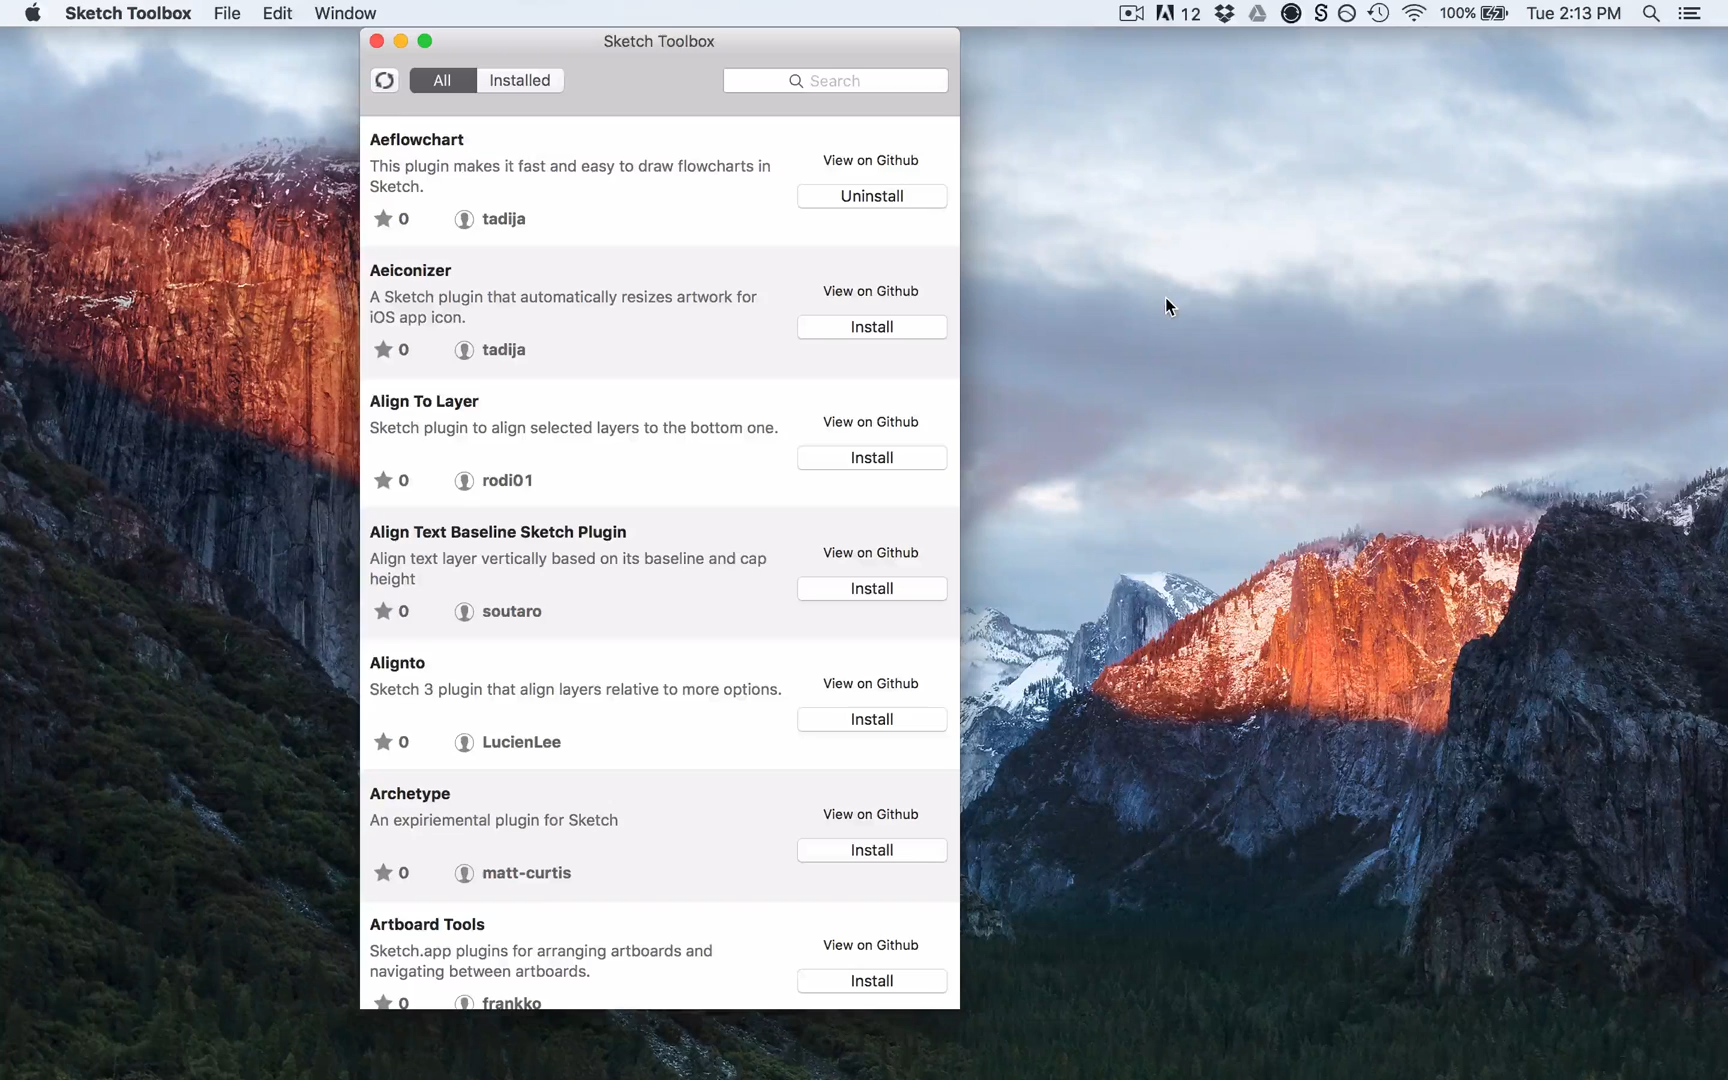 Sketch Toolbox File Edit Window 12 100% Tue 2:13 PM
Sketch Toolbox
All Installed Search
Aeflowchart
This plugin makes it fast and easy to draw flowcharts in
Sketch.
0 tadija
View on Github
Uninstall
Aeiconizer
A Sketch plugin that automatically resizes artwork for
iOS app icon.
0 tadija
View on Github
Install
Align To Layer
Sketch plugin to align selected layers to the bottom one.
0 rodi01
View on Github
Install
Align Text Baseline Sketch Plugin
Align text layer vertically based on its baseline and cap
height
0 soutaro
View on Github
Install
Alignto
Sketch 3 plugin that align layers relative to more options.
0 LucienLee
View on Github
Install
Archetype
An expiriemental plugin for Sketch
0 matt-curtis
View on Github
Install
Artboard Tools
Sketch.app plugins for arranging artboards and
navigating between artboards.
0 frankko
View on Github
Install